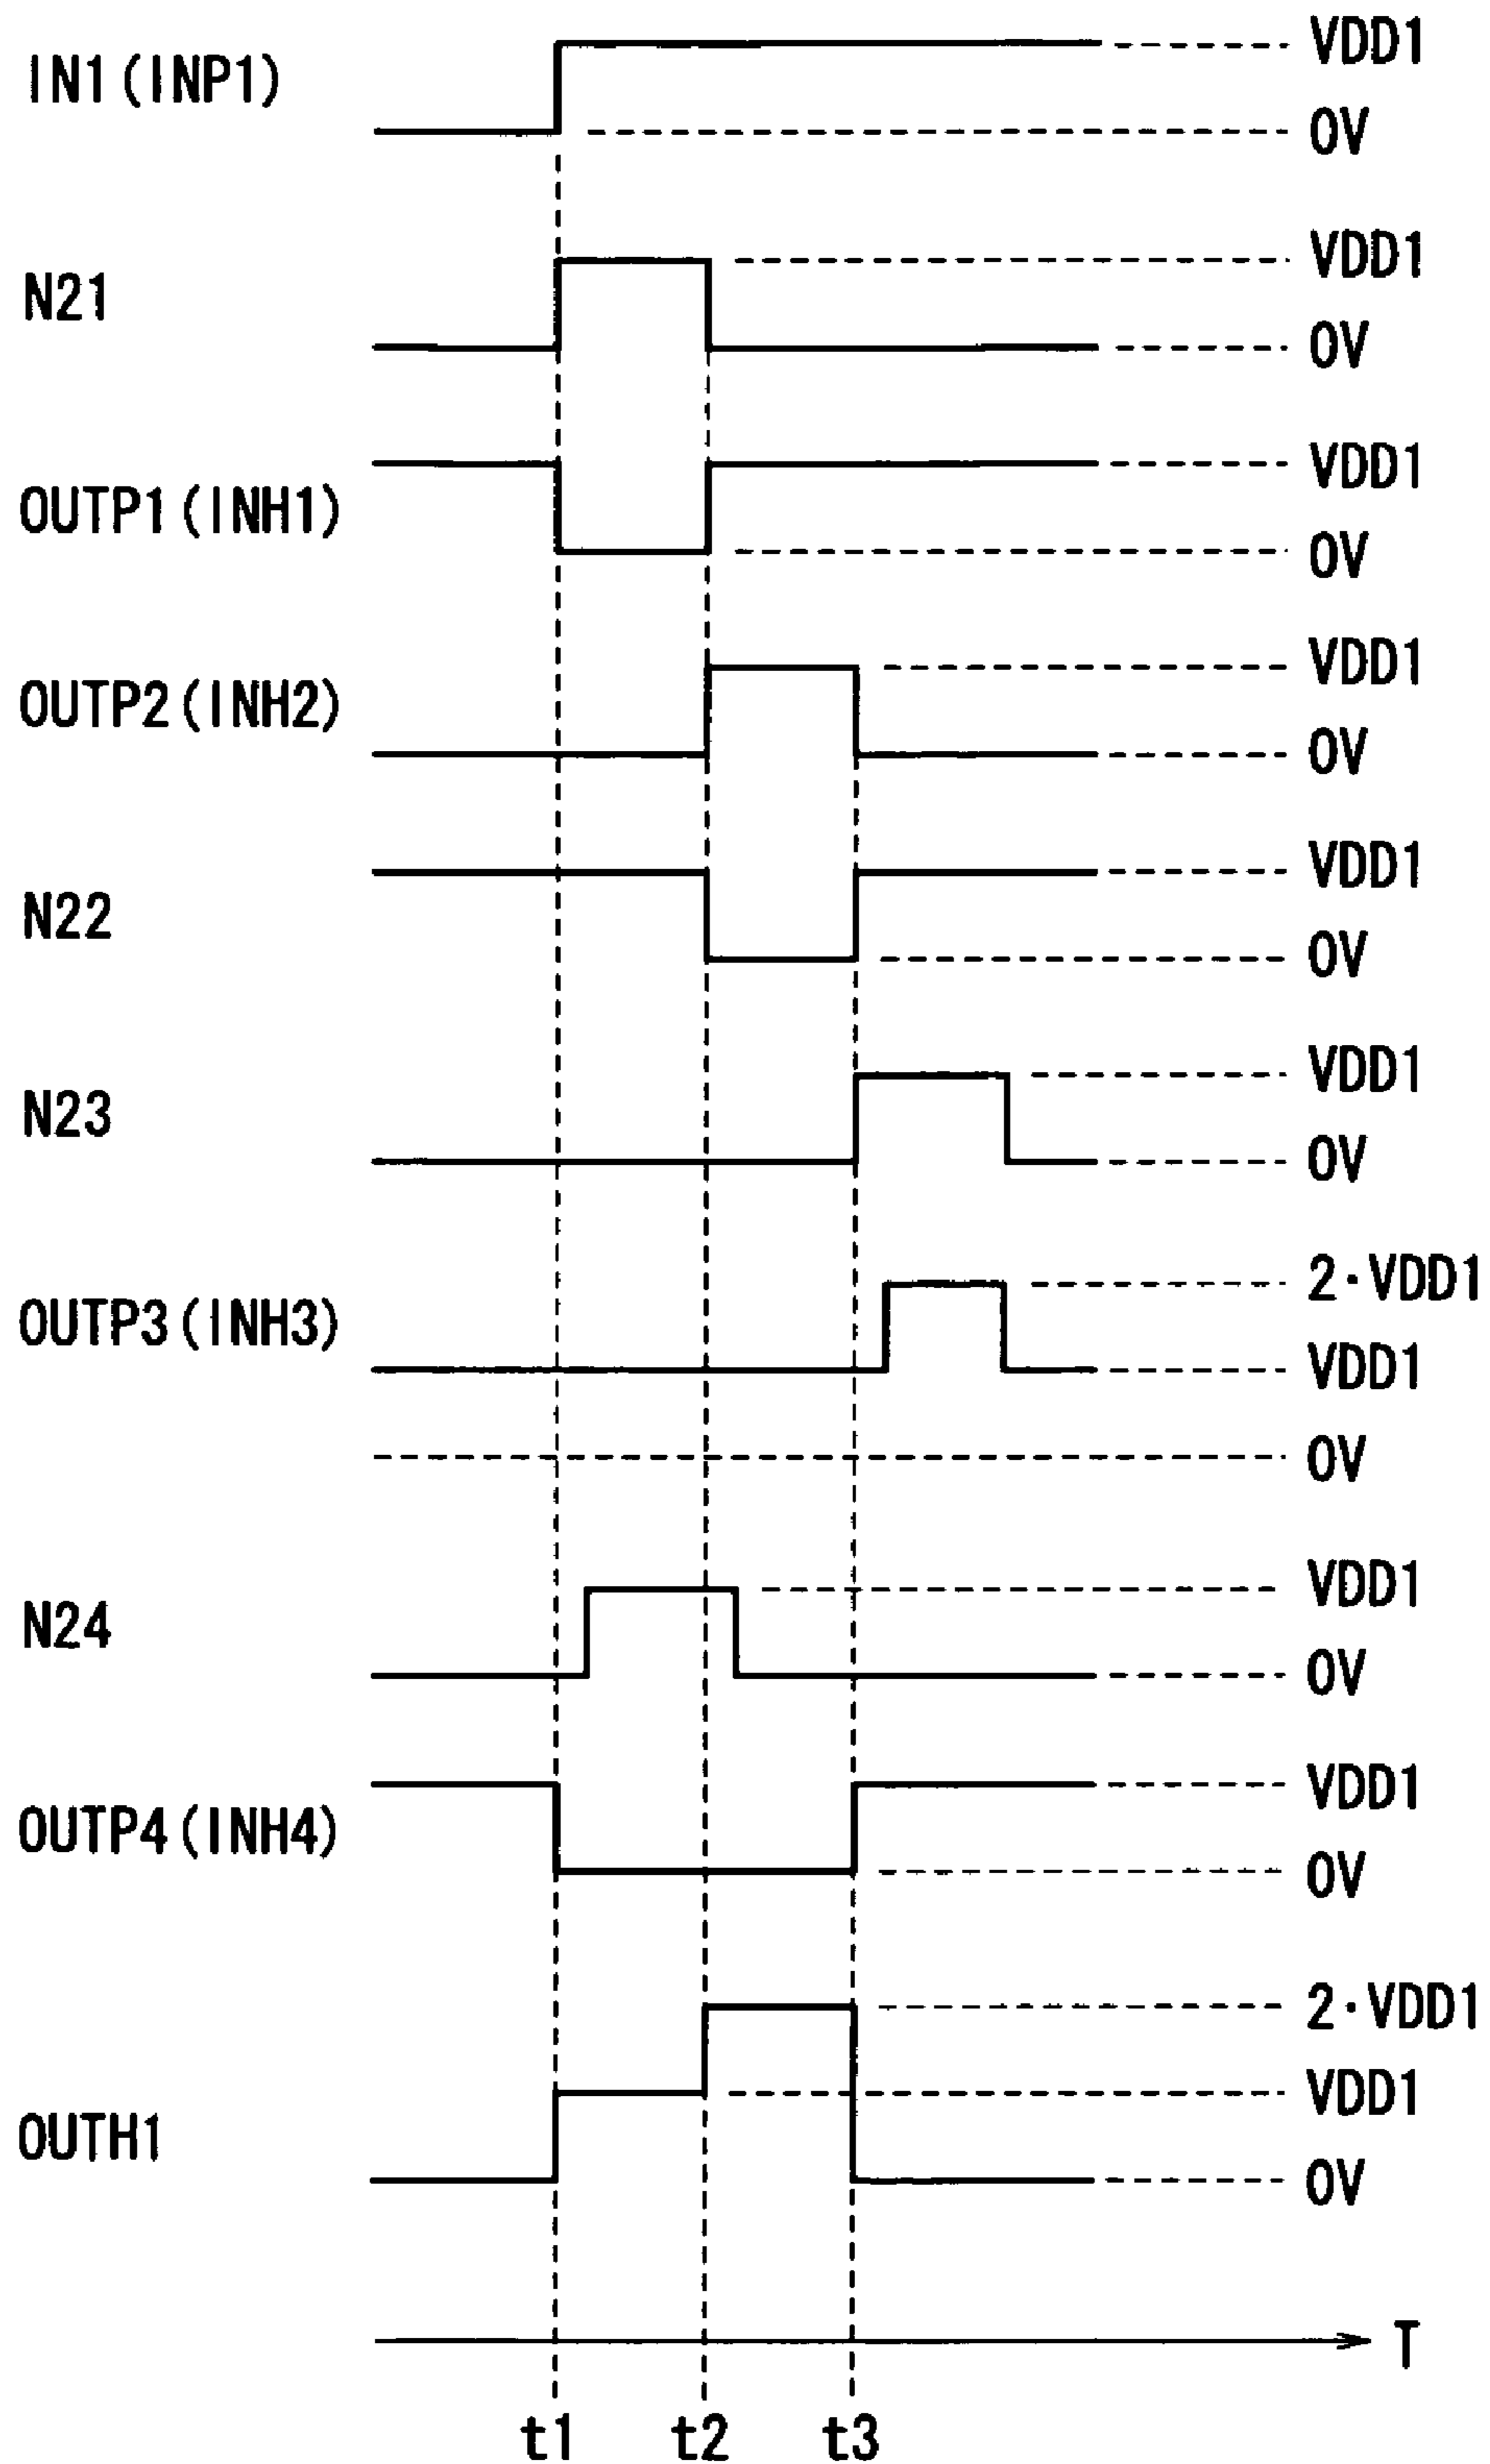 IN1(INP1) VDD1
0V
N21 VDD1
0V
OUTP1(INH1) VDD1
0V
OUTP2(INH2) VDD1
0V
N22 VDD1
0V
N23 VDD1
0V
OUTP3(INH3) 2·VDD1
VDD1
0V
N24 VDD1
0V
OUTP4(INH4) VDD1
0V
OUTH1 2·VDD1
VDD1
0V
T
t1 t2 t3